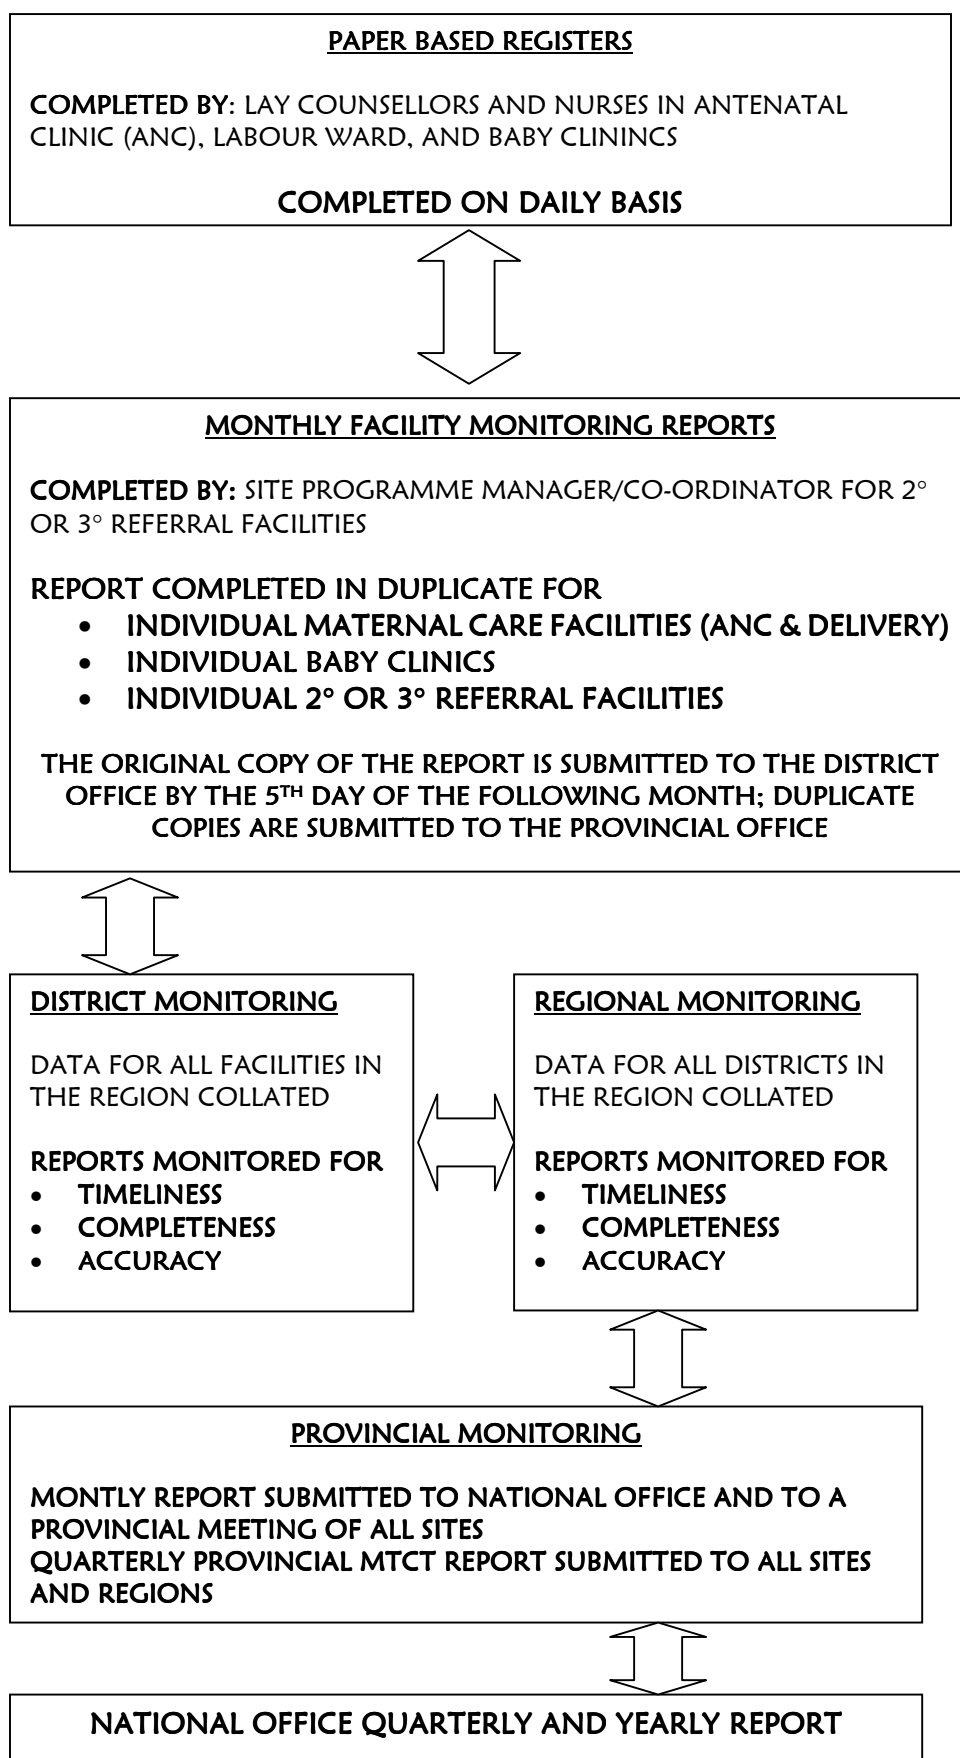 PAPER BASED REGISTERS
COMPLETED BY: LAY COUNSELLORS AND NURSES IN ANTENATAL
CLINIC (ANC), LABOUR WARD, AND BABY CLININCS
COMPLETED ON DAILY BASIS
MONTHLY FACILITY MONITORING REPORTS
COMPLETED BY: SITE PROGRAMME MANAGER/CO-ORDINATOR FOR 2°
OR 3° REFERRAL FACILITIES
REPORT COMPLETED IN DUPLICATE FOR
• INDIVIDUAL MATERNAL CARE FACILITIES (ANC & DELIVERY)
• INDIVIDUAL BABY CLINICS
• INDIVIDUAL 2° OR 3° REFERRAL FACILITIES
THE ORIGINAL COPY OF THE REPORT IS SUBMITTED TO THE DISTRICT
OFFICE BY THE 5TH DAY OF THE FOLLOWING MONTH; DUPLICATE
COPIES ARE SUBMITTED TO THE PROVINCIAL OFFICE
DISTRICT MONITORING
DATA FOR ALL FACILITIES IN
THE REGION COLLATED
REPORTS MONITORED FOR
• TIMELINESS
• COMPLETENESS
• ACCURACY
REGIONAL MONITORING
DATA FOR ALL DISTRICTS IN
THE REGION COLLATED
REPORTS MONITORED FOR
• TIMELINESS
• COMPLETENESS
• ACCURACY
PROVINCIAL MONITORING
MONTLY REPORT SUBMITTED TO NATIONAL OFFICE AND TO A
PROVINCIAL MEETING OF ALL SITES
QUARTERLY PROVINCIAL MTCT REPORT SUBMITTED TO ALL SITES
AND REGIONS
NATIONAL OFFICE QUARTERLY AND YEARLY REPORT